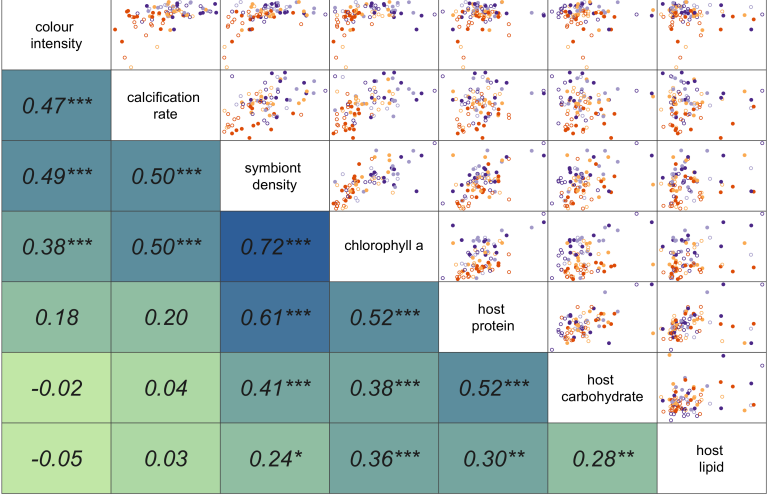 colour
intensity
0.47***
calcification
rate
0.49***
0.50***
symbiont
density
0.38***
0.50***
0.72***
chlorophyll a
0.18
0.20
0.61***
0.52***
host
protein
-0.02
0.04
0.41***
0.38***
0.52***
host
carbohydrate
-0.05
0.03
0.24*
0.36***
0.30**
0.28**
host
lipid